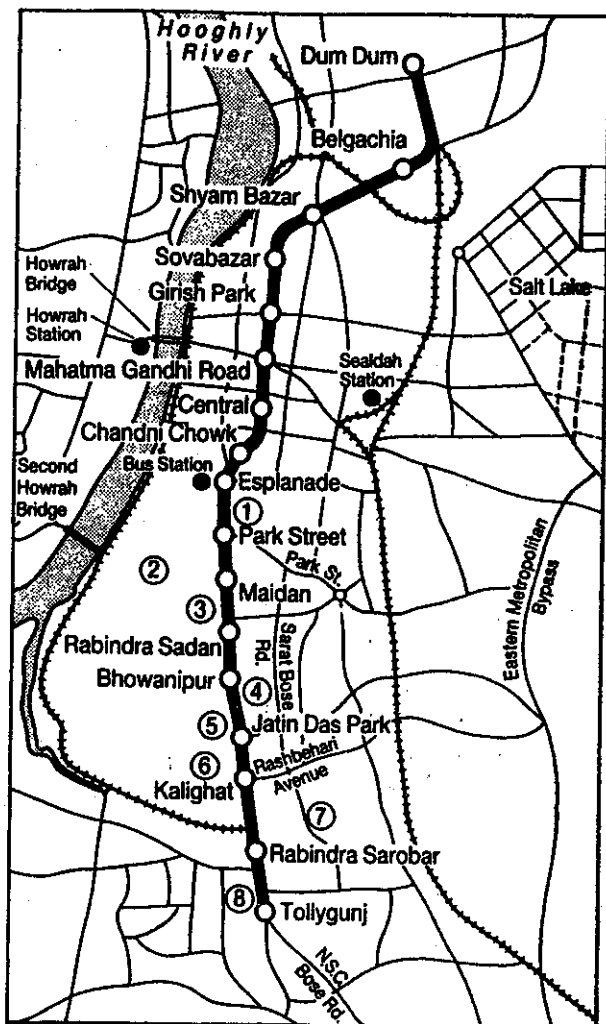 Hooghly
River
Dum Dum
Belgachia
Shyam Bazar
Sovabazar
Howrah
Bridge
Girish Park
Salt Lake
Howrah
Station
Mahatma Gandhi Road
Sealdah
Station
Central
Chandni Chowk
Second
Howrah
Bridge
Bus Station
Esplanade
①
Park Street
Park St.
②
Maidan
③
Eastern Metropolitan
Bypass
Rabindra Sadan
Sarat Bose
Rd.
Bhowanipur
④
⑤
Jatin Das Park
⑥
Rashbehari
Avenue
Kalighat
⑦
Rabindra Sarobar
⑧
Tollygunj
N.S.C.
Bose Rd.